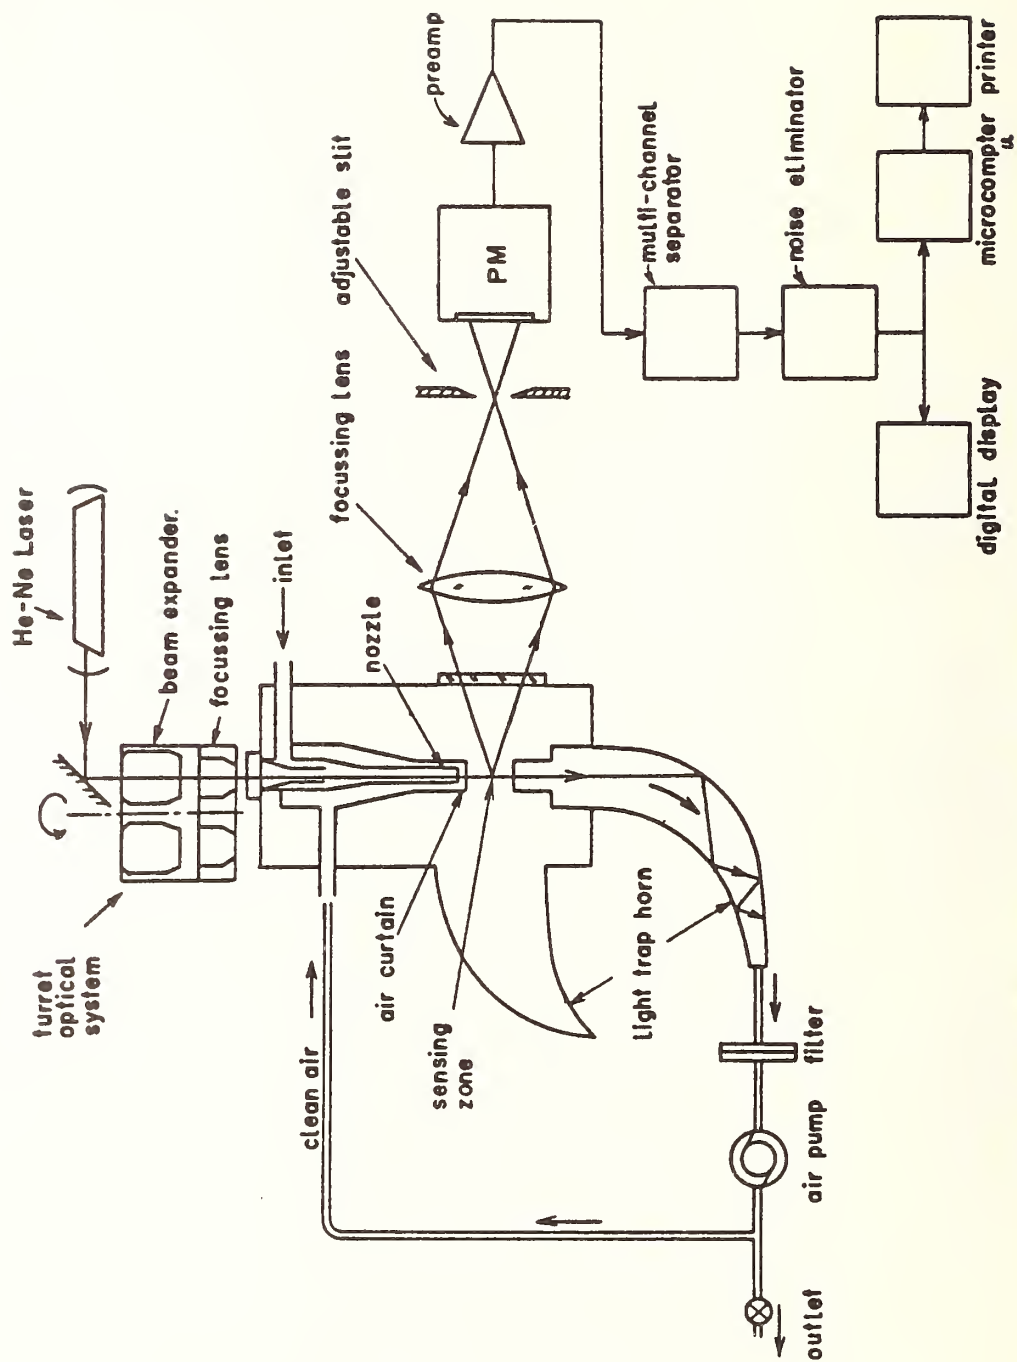 He-Ne Laser
beam expander.
focussing lens
inlet
nozzle
turret
optical
system
clean air
air curtain
sensing
zone
light trap horn
filter
air pump
outlet
focussing lens
adjustable slit
PM
preamp
multi-channel
separator
noise eliminator
digital display
microcompter
u
printer